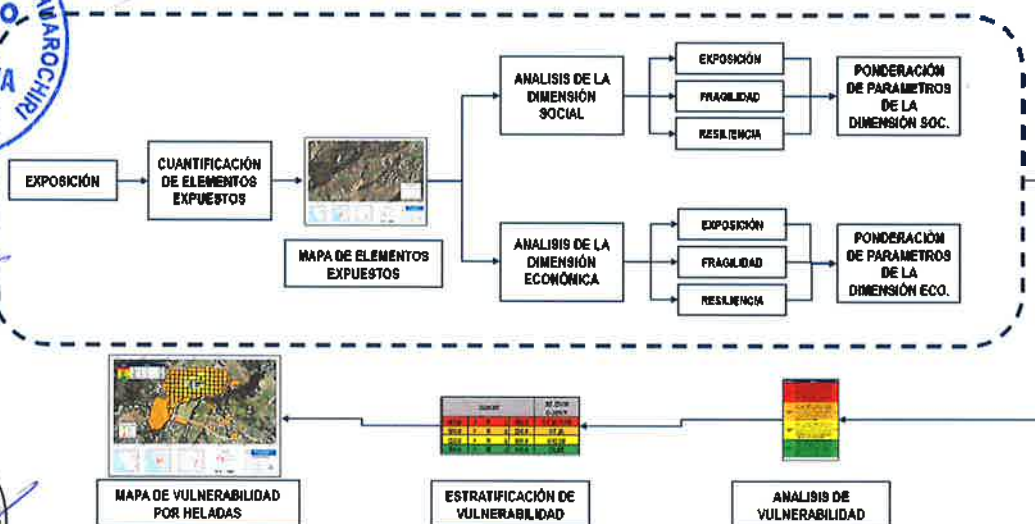 HUAROCHIRI
EXPOSICIÓN
CUANTIFICACIÓN
DE ELEMENTOS
EXPUESTOS
MAPA DE ELEMENTOS
EXPUESTOS
ANALISIS DE LA
DIMENSIÓN
SOCIAL
EXPOSICIÓN
FRAGILIDAD
RESILIENCIA
PONDERACIÓN
DE PARAMETROS
DE LA
DIMENSIÓN SOC.
ANALISIS DE LA
DIMENSIÓN
ECONÓMICA
EXPOSICIÓN
FRAGILIDAD
RESILIENCIA
PONDERACIÓN
DE PARAMETROS
DE LA
DIMENSIÓN ECO.
MAPA DE VULNERABILIDAD
POR HELADAS
ESTRATIFICACIÓN DE
VULNERABILIDAD
ANALISIS DE
VULNERABILIDAD